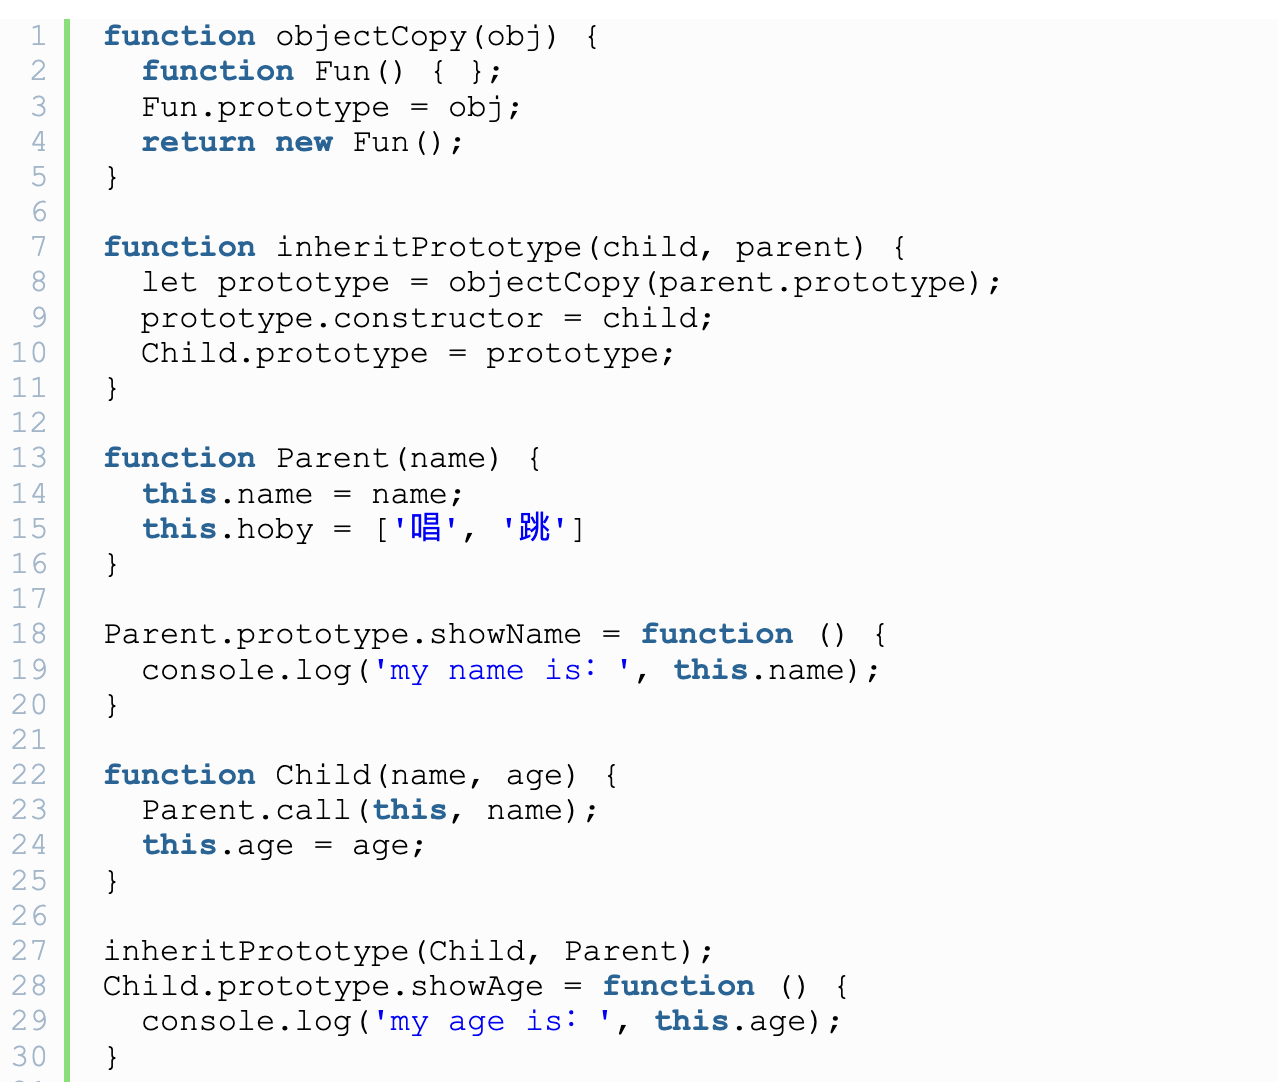 1 function objectCopy(obj) {
2   function Fun() { };
3   Fun.prototype = obj;
4   return new Fun();
5 }
6
7 function inheritPrototype(child, parent) {
8   let prototype = objectCopy(parent.prototype);
9   prototype.constructor = child;
10   Child.prototype = prototype;
11 }
12
13 function Parent(name) {
14   this.name = name;
15   this.hoby = ['唱', '跳']
16 }
17
18 Parent.prototype.showName = function () {
19   console.log('my name is: ', this.name);
20 }
21
22 function Child(name, age) {
23   Parent.call(this, name);
24   this.age = age;
25 }
26
27 inheritPrototype(Child, Parent);
28 Child.prototype.showAge = function () {
29   console.log('my age is: ', this.age);
30 }